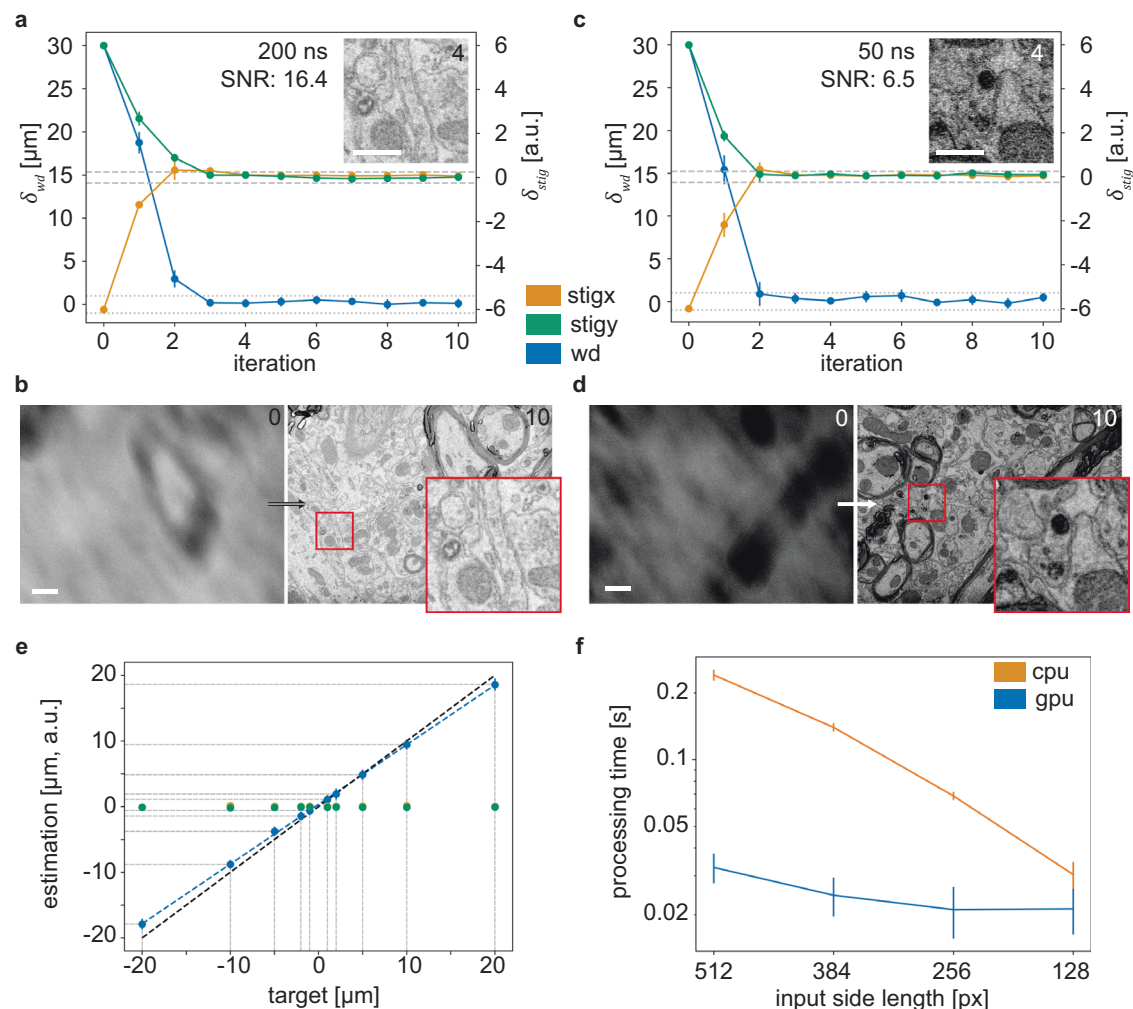 a
200 ns
SNR: 16.4
4
δwd [µm]
30
25
20
15
10
5
0
6
4
2
0
-2
-4
-6
δstig [a.u.]
0 2 4 6 8 10
iteration
stigx
stigy
wd
c
50 ns
SNR: 6.5
4
δwd [µm]
30
25
20
15
10
5
0
6
4
2
0
-2
-4
-6
δstig [a.u.]
0 2 4 6 8 10
iteration
b
0
10
d
0
10
e
estimation [µm, a.u.]
20
10
0
-10
-20
-20 -10 0 10 20
target [µm]
f
cpu
gpu
processing time [s]
0.2
0.1
0.05
0.02
512 384 256 128
input side length [px]